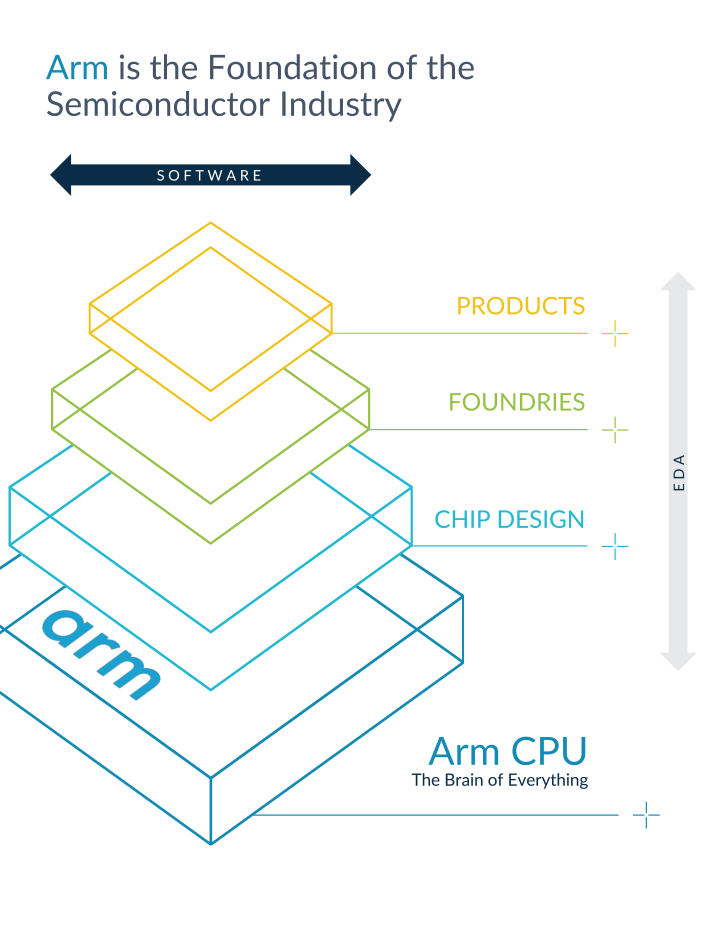 Arm is the Foundation of the
Semiconductor Industry
SOFTWARE
PRODUCTS
FOUNDRIES
EDA
CHIP DESIGN
arm
Arm CPU
The Brain of Everything